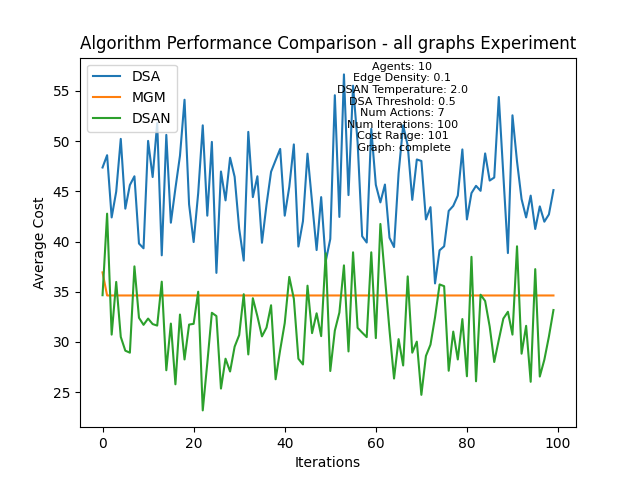 Algorithm Performance Comparison - all graphs Experiment
DSA
MGM
DSAN
Agents: 10
Edge Density: 0.1
DSAN Temperature: 2.0
DSA Threshold: 0.5
Num Actions: 7
Num Iterations: 100
Cost Range: 101
Graph: complete
Average Cost
55
50
45
40
35
30
25
0 20 40 60 80 100
Iterations